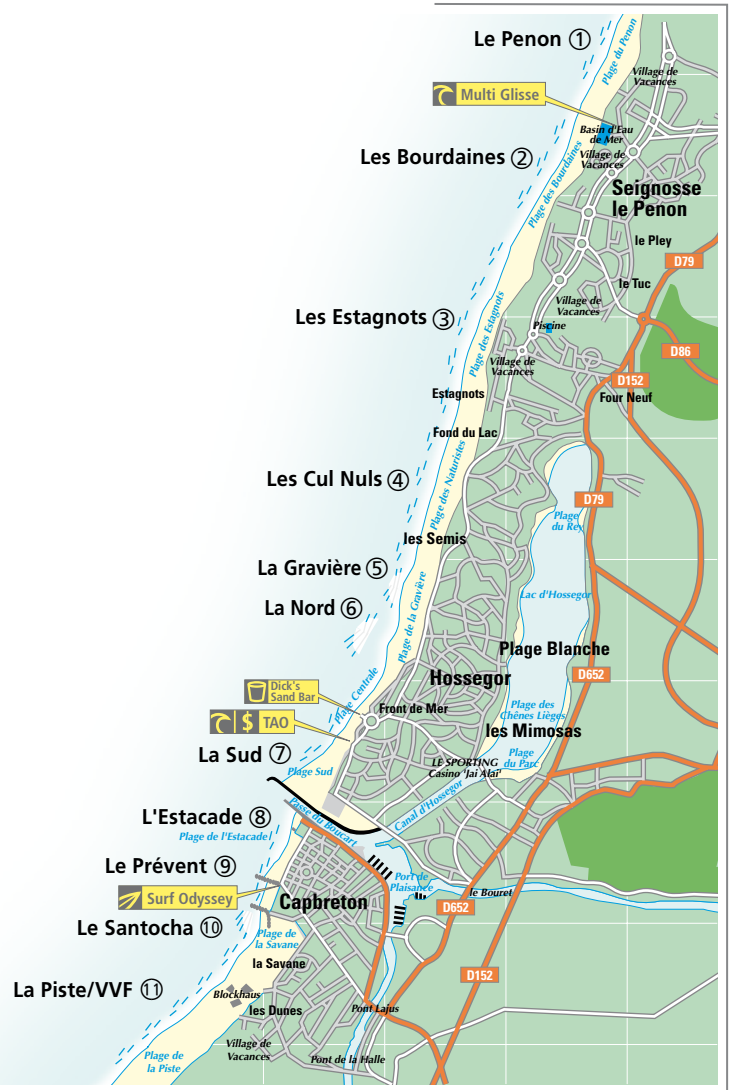 Le Penon ①
Plage du Penon
Village de
Vacances
Multi Glisse
Basin d'Eau
de Mer
Village de
Vacances
Les Bourdaines ②
Plage des Bourdaines
Seignosse
le Penon
le Pley
D79
le Tuc
Village de
Vacances
Piscine
Les Estagnots ③
Plage des Estagnots
Village de
Vacances
D86
D152
Four Neuf
Estagnots
Fond du Lac
Les Cul Nuls ④
Plage des Naturistes
D79
Plage
du Rey
les Semis
La Gravière ⑤
Plage de la Gravière
La Nord ⑥
Lac d'Hossegor
Plage Blanche
Hossegor
D652
Dick's
Sand Bar
Plage Centrale
Front de Mer
Plage des
Chênes Lièges
$ TAO
les Mimosas
La Sud ⑦
Plage Sud
Plage
du Parc
LE SPORTING
Casino 'Jaï Alaï'
Canal d'Hossegor
L'Estacade ⑧
Passe du Boucart
Plage de l'Estacade
Le Prévent ⑨
Port de
Plaisance
Surf Odyssey
Capbreton
le Bouret
D652
Le Santocha ⑩
Plage de
la Savane
la Savane
D152
La Piste/VVF ⑪
Blockhaus
les Dunes
Pont Lajus
Village de
Vacances
Pont de la Halle
Plage de
la Piste